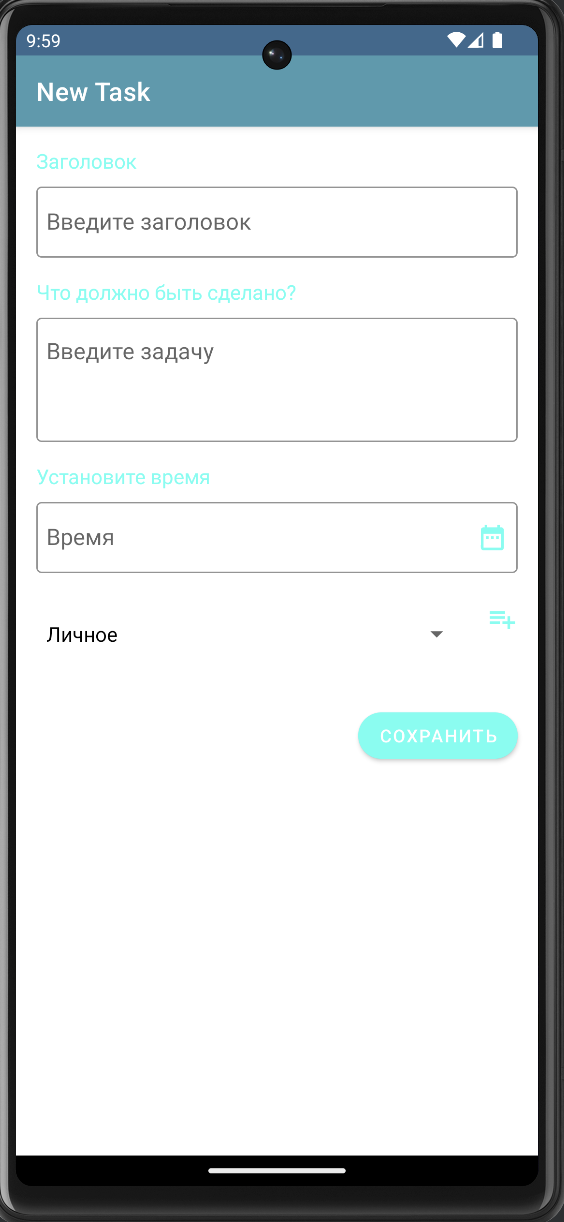 9:59
New Task
Заголовок
Введите заголовок
Что должно быть сделано?
Введите задачу
Установите время
Время
Личное
СОХРАНИТЬ